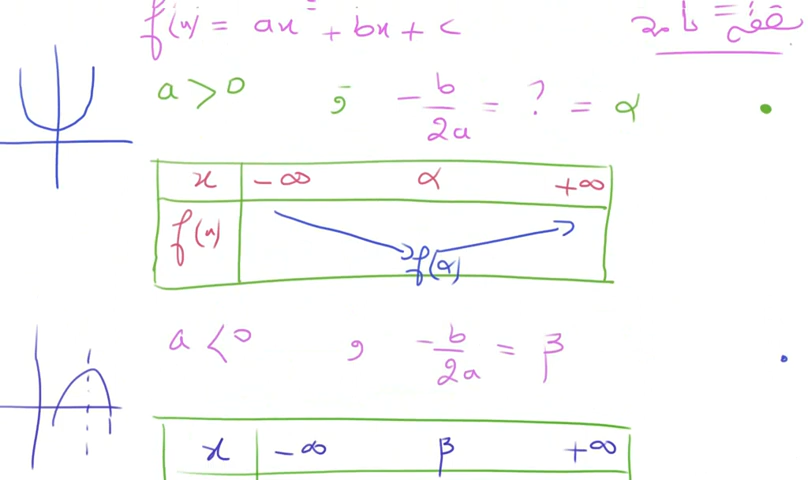 f(x) = ax² + bx + c
a > 0 و -b/2a = ? = α
x -∞ α +∞
f(x) f(α)
a < 0 و -b/2a = β
x -∞ β +∞